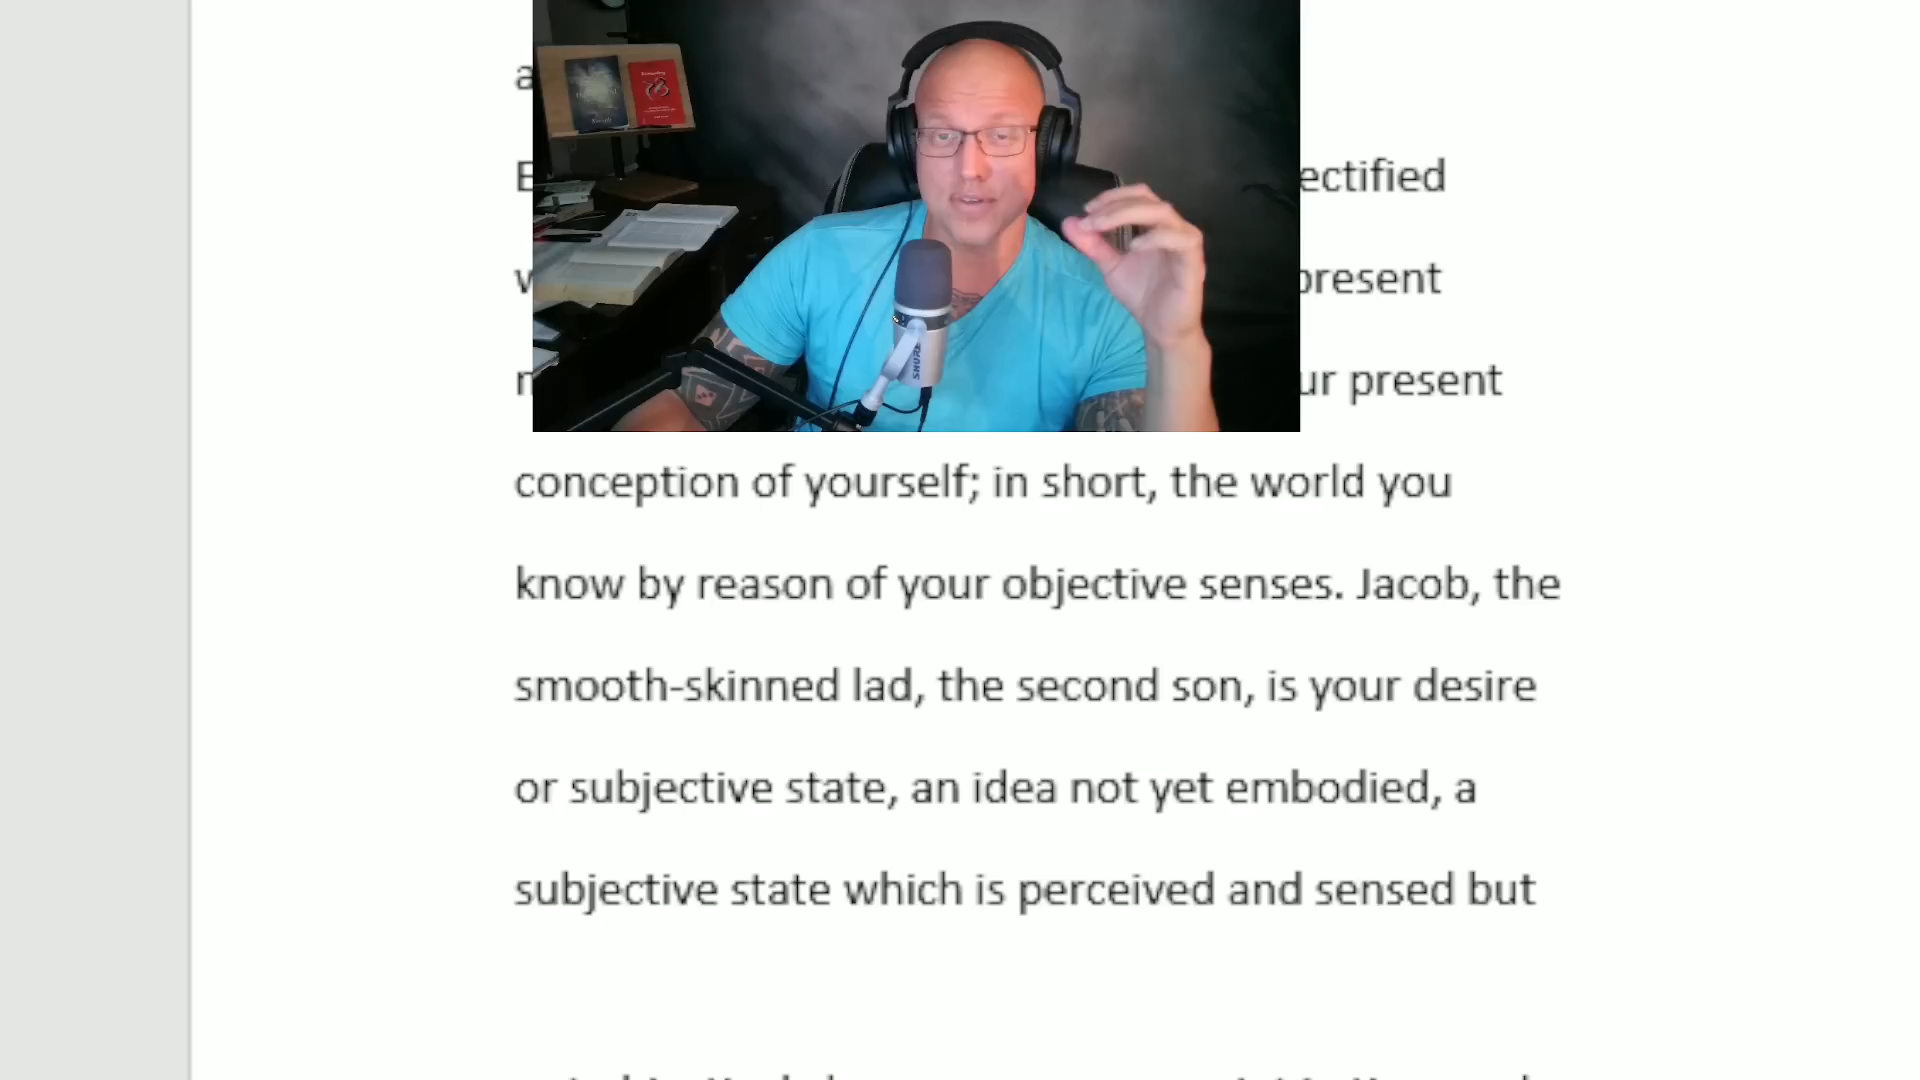 ectified
present
ur present
conception of yourself; in short, the world you
know by reason of your objective senses. Jacob, the
smooth-skinned lad, the second son, is your desire
or subjective state, an idea not yet embodied, a
subjective state which is perceived and sensed but
SHURE